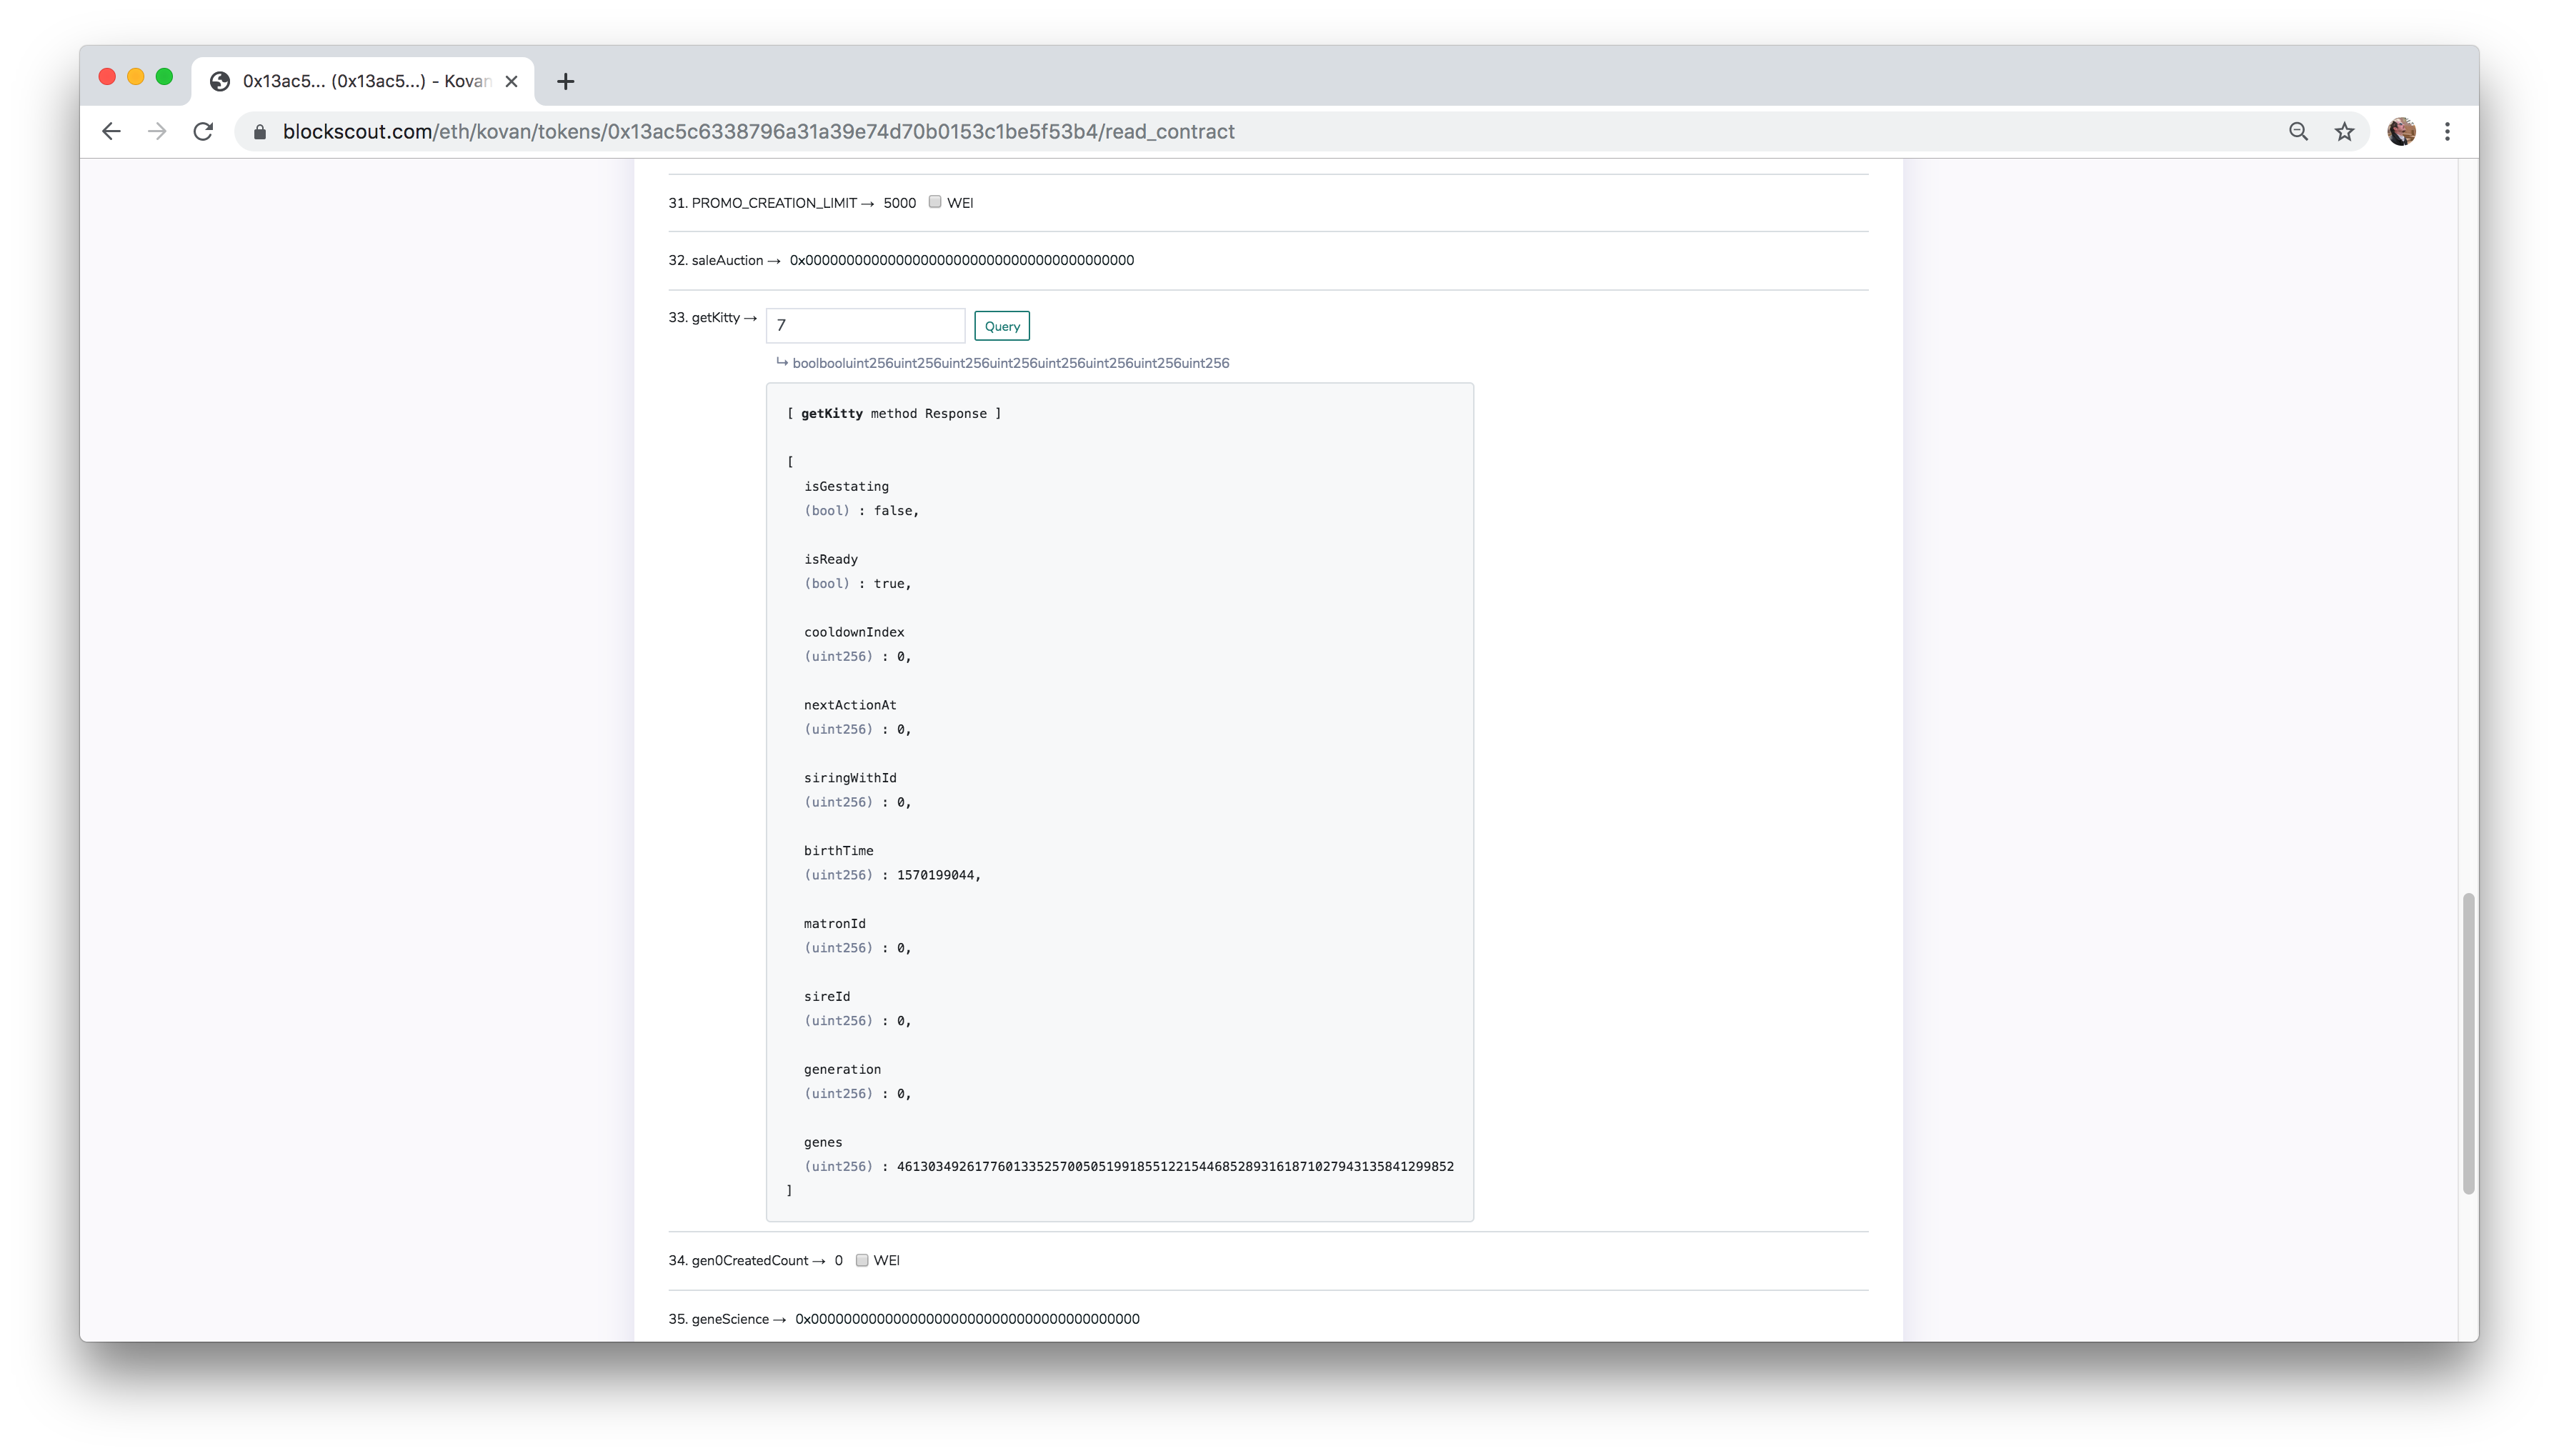 0x13ac5... (0x13ac5...) - Kovan
blockscout.com/eth/kovan/tokens/0x13ac5c6338796a31a39e74d70b0153c1be5f53b4/read_contract
31. PROMO_CREATION_LIMIT → 5000 WEI
32. saleAuction → 0x0000000000000000000000000000000000000000
33. getKitty → 7 Query
↳ boolbooluint256uint256uint256uint256uint256uint256uint256uint256
[ getKitty method Response ]
[
isGestating
(bool) : false,
isReady
(bool) : true,
cooldownIndex
(uint256) : 0,
nextActionAt
(uint256) : 0,
siringWithId
(uint256) : 0,
birthTime
(uint256) : 1570199044,
matronId
(uint256) : 0,
sireId
(uint256) : 0,
generation
(uint256) : 0,
genes
(uint256) : 461303492617760133525700505199185512215446852893161871027943135841299852
]
34. gen0CreatedCount → 0 WEI
35. geneScience → 0x0000000000000000000000000000000000000000